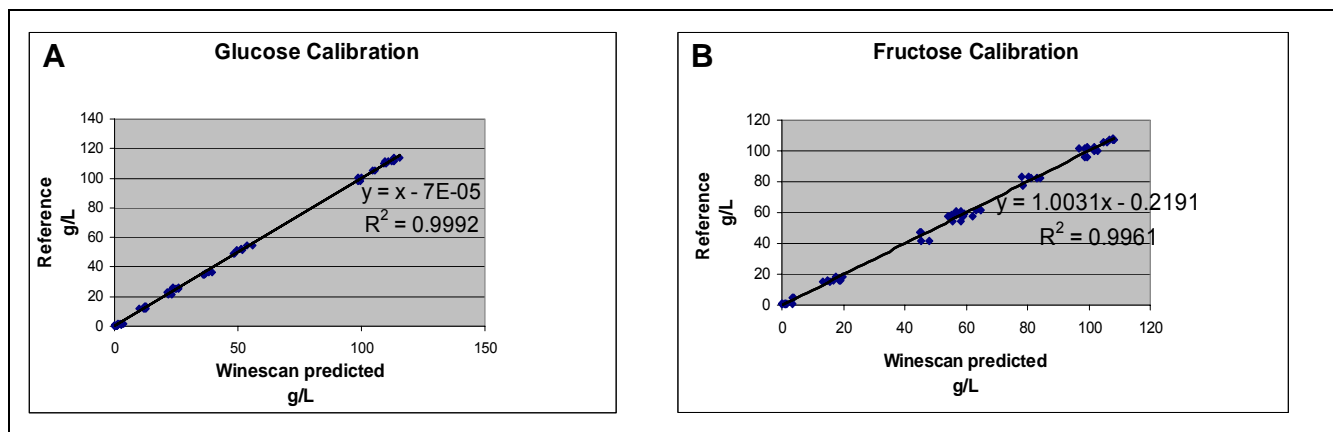 A
Glucose Calibration
140
120
100
80
60
40
20
0
0 50 100 150
Reference
g/L
y = x - 7E-05
R² = 0.9992
Winescan predicted
g/L
B
Fructose Calibration
120
100
80
60
40
20
0
0 20 40 60 80 100 120
Reference
g/L
y = 1.0031x - 0.2191
R² = 0.9961
Winescan predicted
g/L